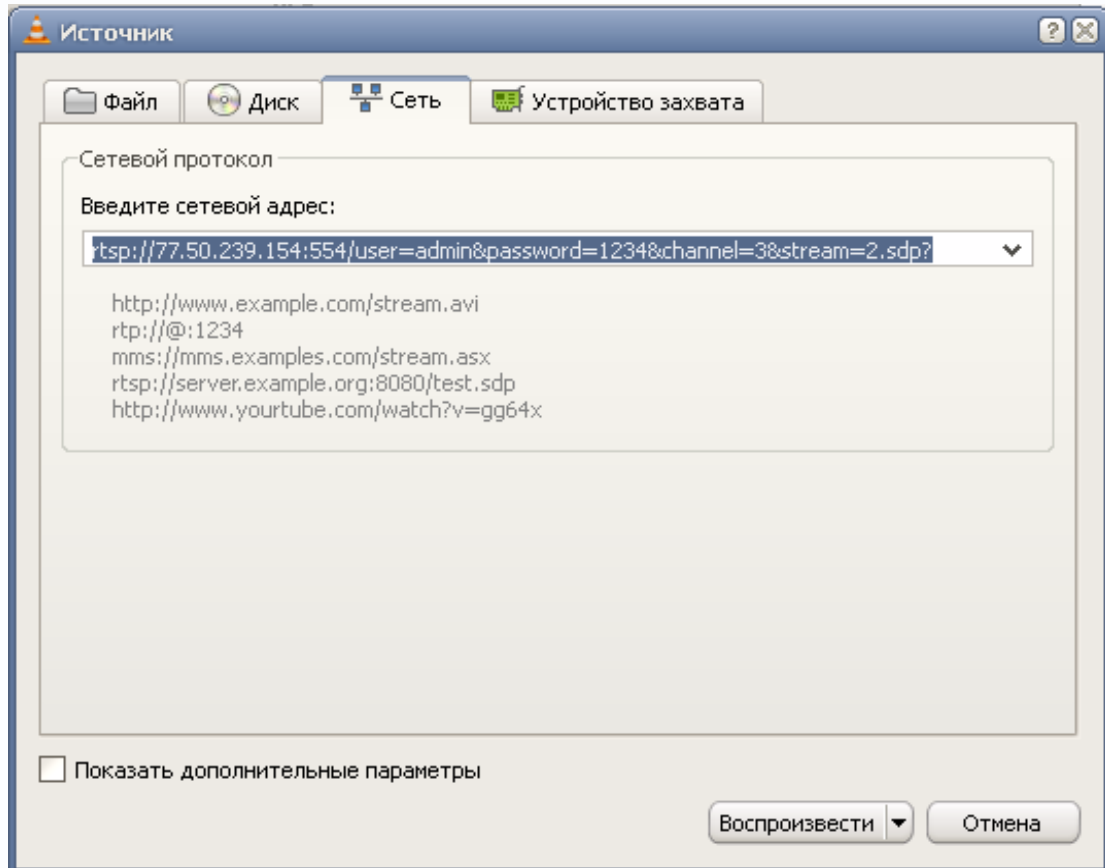 Источник
Файл
Диск
Сеть
Устройство захвата
Сетевой протокол
Введите сетевой адрес:
rtsp://77.50.239.154:554/user=admin&password=1234&channel=3&stream=2.sdp?
http://www.example.com/stream.avi
rtp://@:1234
mms://mms.examples.com/stream.asx
rtsp://server.example.org:8080/test.sdp
http://www.yourtube.com/watch?v=gg64x
Показать дополнительные параметры
Воспроизвести
Отмена